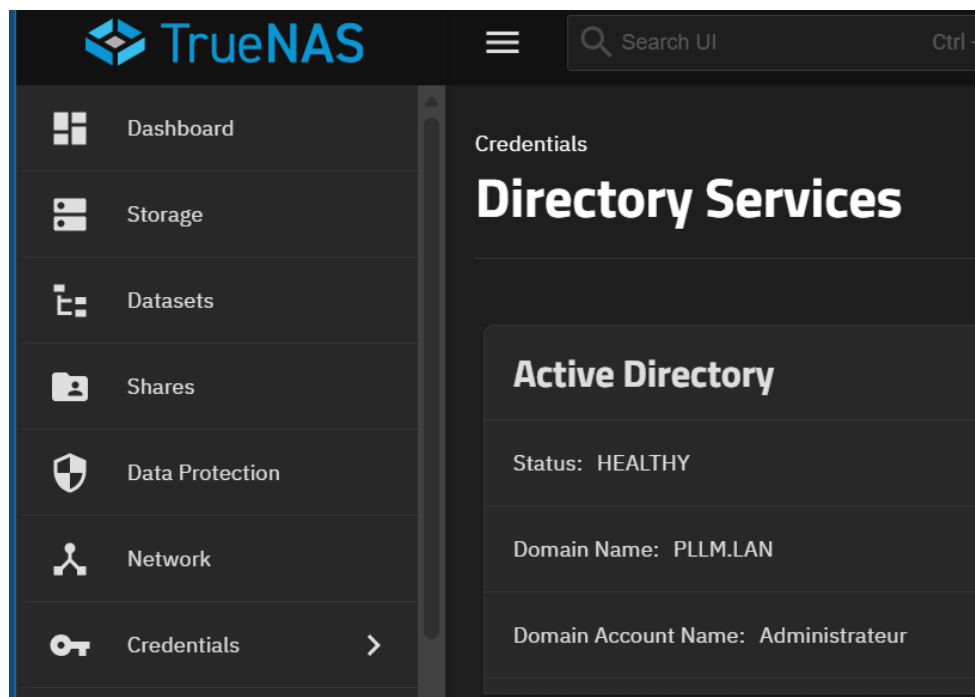 TrueNAS
Search UI
Ctrl
Dashboard
Storage
Datasets
Shares
Data Protection
Network
Credentials
Credentials
Directory Services
Active Directory
Status: HEALTHY
Domain Name: PLLM.LAN
Domain Account Name: Administrateur